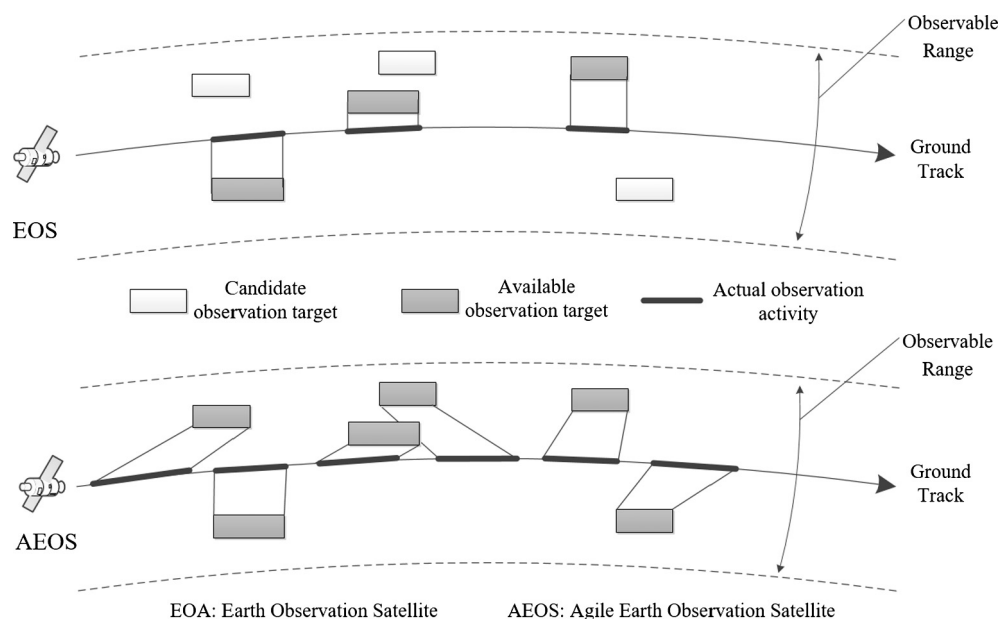 Observable
Range
Ground
Track
EOS
Candidate
observation target
Available
observation target
Actual observation
activity
Observable
Range
Ground
Track
AEOS
EOA: Earth Observation Satellite
AEOS: Agile Earth Observation Satellite